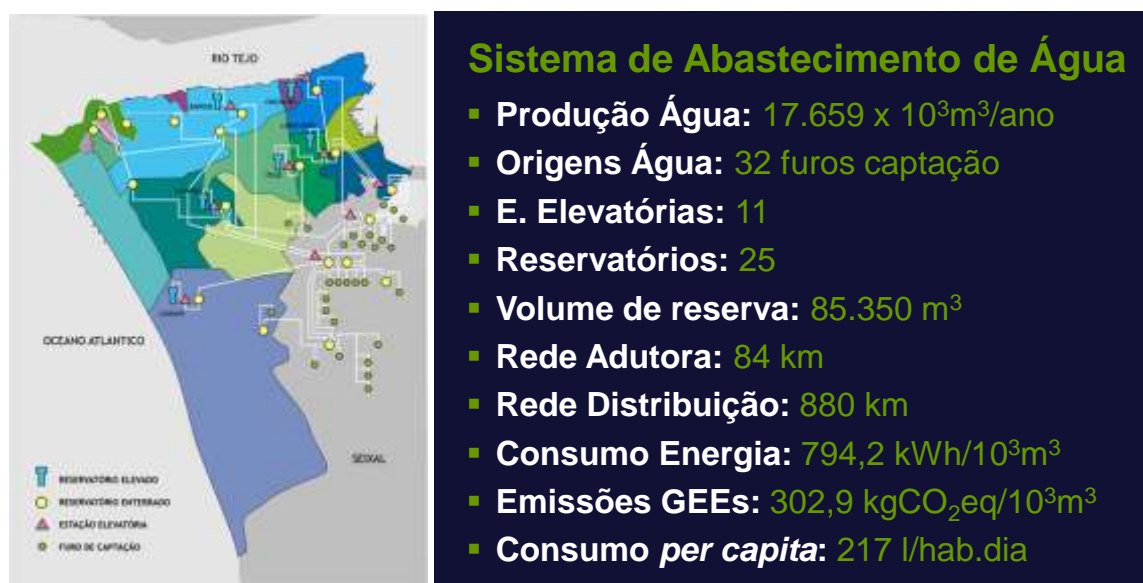 RIO TEJO
OCEANO ATLANTICO
SEIXAL
RESERVATÓRIO ELEVADO
RESERVATÓRIO ENTERRADO
ESTAÇÃO ELEVATÓRIA
FURO DE CAPTAÇÃO
Sistema de Abastecimento de Água
▪ Produção Água: 17.659 x 10³m³/ano
▪ Origens Água: 32 furos captação
▪ E. Elevatórias: 11
▪ Reservatórios: 25
▪ Volume de reserva: 85.350 m³
▪ Rede Adutora: 84 km
▪ Rede Distribuição: 880 km
▪ Consumo Energia: 794,2 kWh/10³m³
▪ Emissões GEEs: 302,9 kgCO₂eq/10³m³
▪ Consumo per capita: 217 l/hab.dia